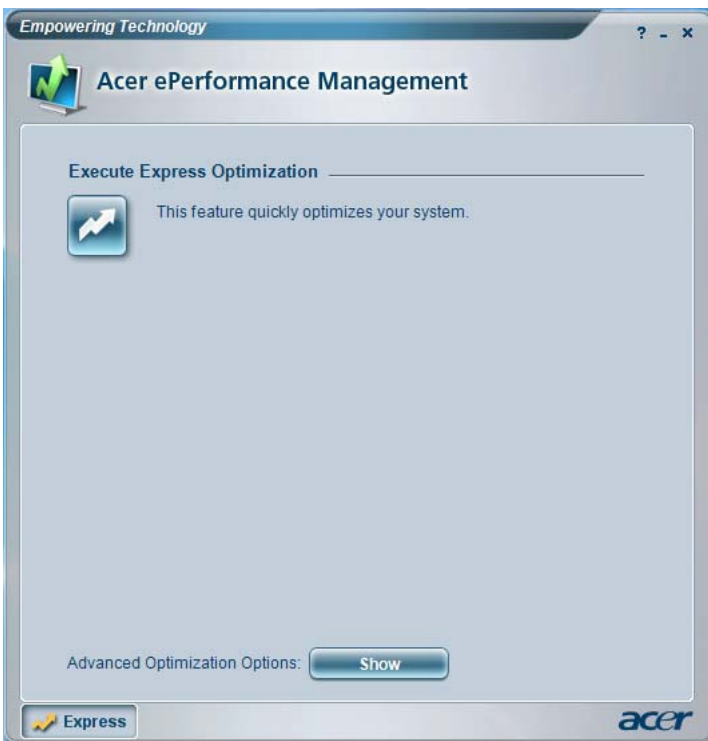 Empowering Technology
? - x
Acer ePerformance Management
Execute Express Optimization
This feature quickly optimizes your system.
Advanced Optimization Options: Show
Express
acer